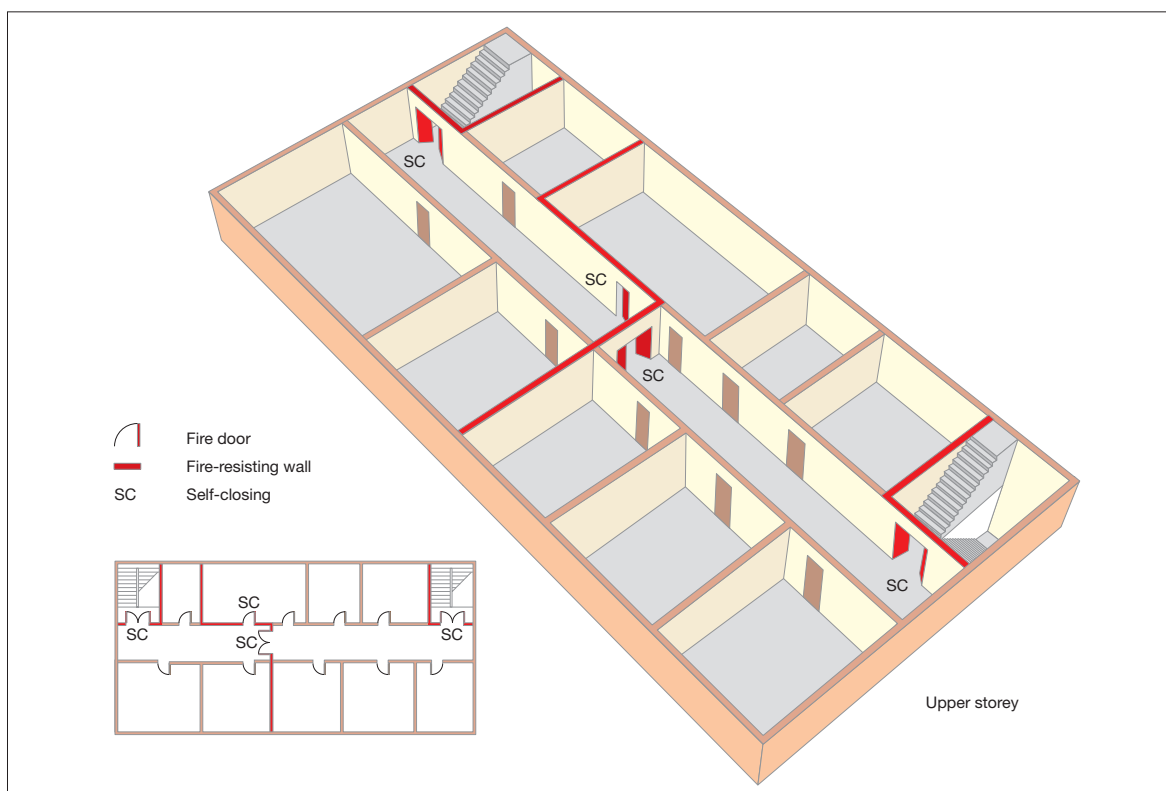 SC
SC
SC
SC
Fire door
Fire-resisting wall
SC Self-closing
SC
SC
SC
SC
Upper storey